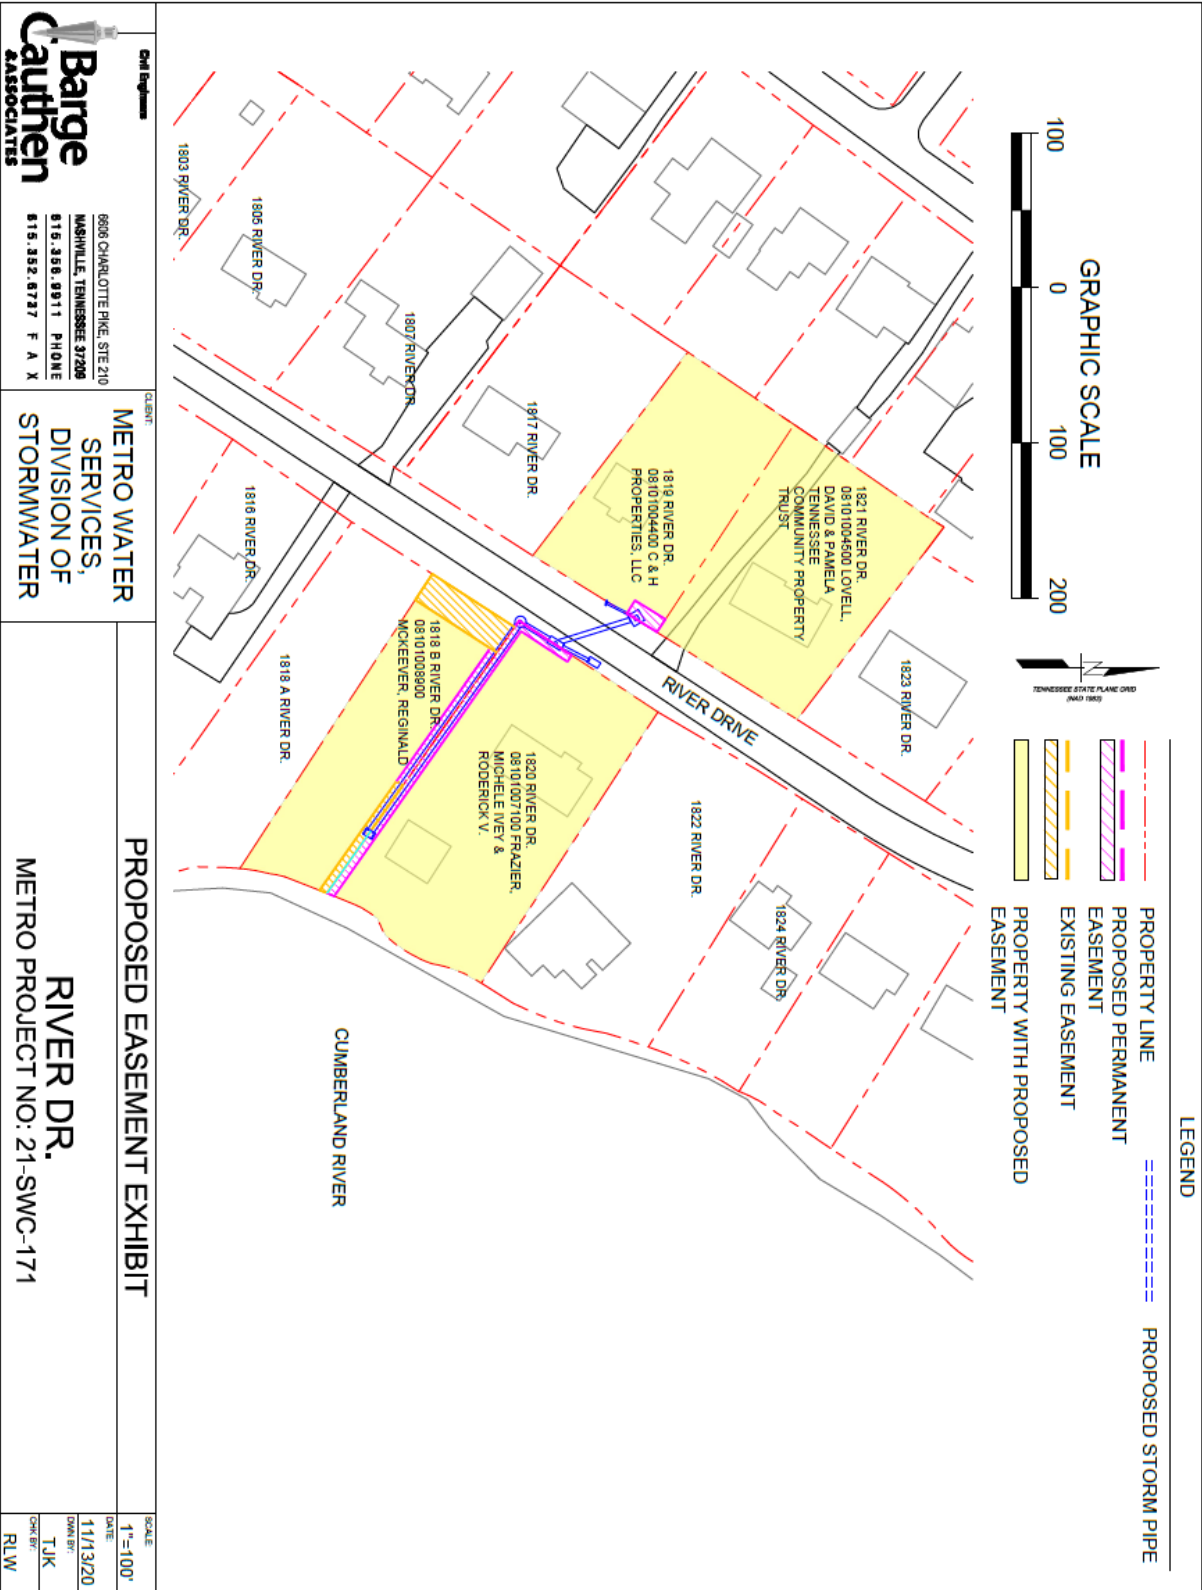 LEGEND
PROPERTY LINE
PROPOSED PERMANENT
EASEMENT
EXISTING EASEMENT
PROPERTY WITH PROPOSED
EASEMENT
PROPOSED STORM PIPE
GRAPHIC SCALE
100
0
100
200
N
TENNESSEE STATE PLANE GRID
(NAD 1983)
1821 RIVER DR.
08101004500 LOVELL,
DAVID & PAMELA
TENNESSEE
COMMUNITY PROPERTY
TRUST
1819 RIVER DR.
08101004400 C & H
PROPERTIES, LLC
1823 RIVER DR.
RIVER DRIVE
1822 RIVER DR.
1824 RIVER DR.
1817 RIVER DR.
1807 RIVER DR.
1805 RIVER DR.
1803 RIVER DR.
1816 RIVER DR.
1818 A RIVER DR.
1818 B RIVER DR.
08101008900
MCKEEVER, REGINALD
1820 RIVER DR.
08101007100 FRAZIER,
MICHELE IVEY &
RODERICK V.
CUMBERLAND RIVER
Civil Engineers
Barge
Cauthen
& ASSOCIATES
6606 CHARLOTTE PIKE, STE 210
NASHVILLE, TENNESSEE 37209
615.356.9911 PHONE
615.352.6737 FAX
CLIENT:
METRO WATER
SERVICES,
DIVISION OF
STORMWATER
PROPOSED EASEMENT EXHIBIT
RIVER DR.
METRO PROJECT NO: 21-SWC-171
SCALE:
1"=100'
DATE:
11/13/20
DWN BY:
TJK
CHK BY:
RLW